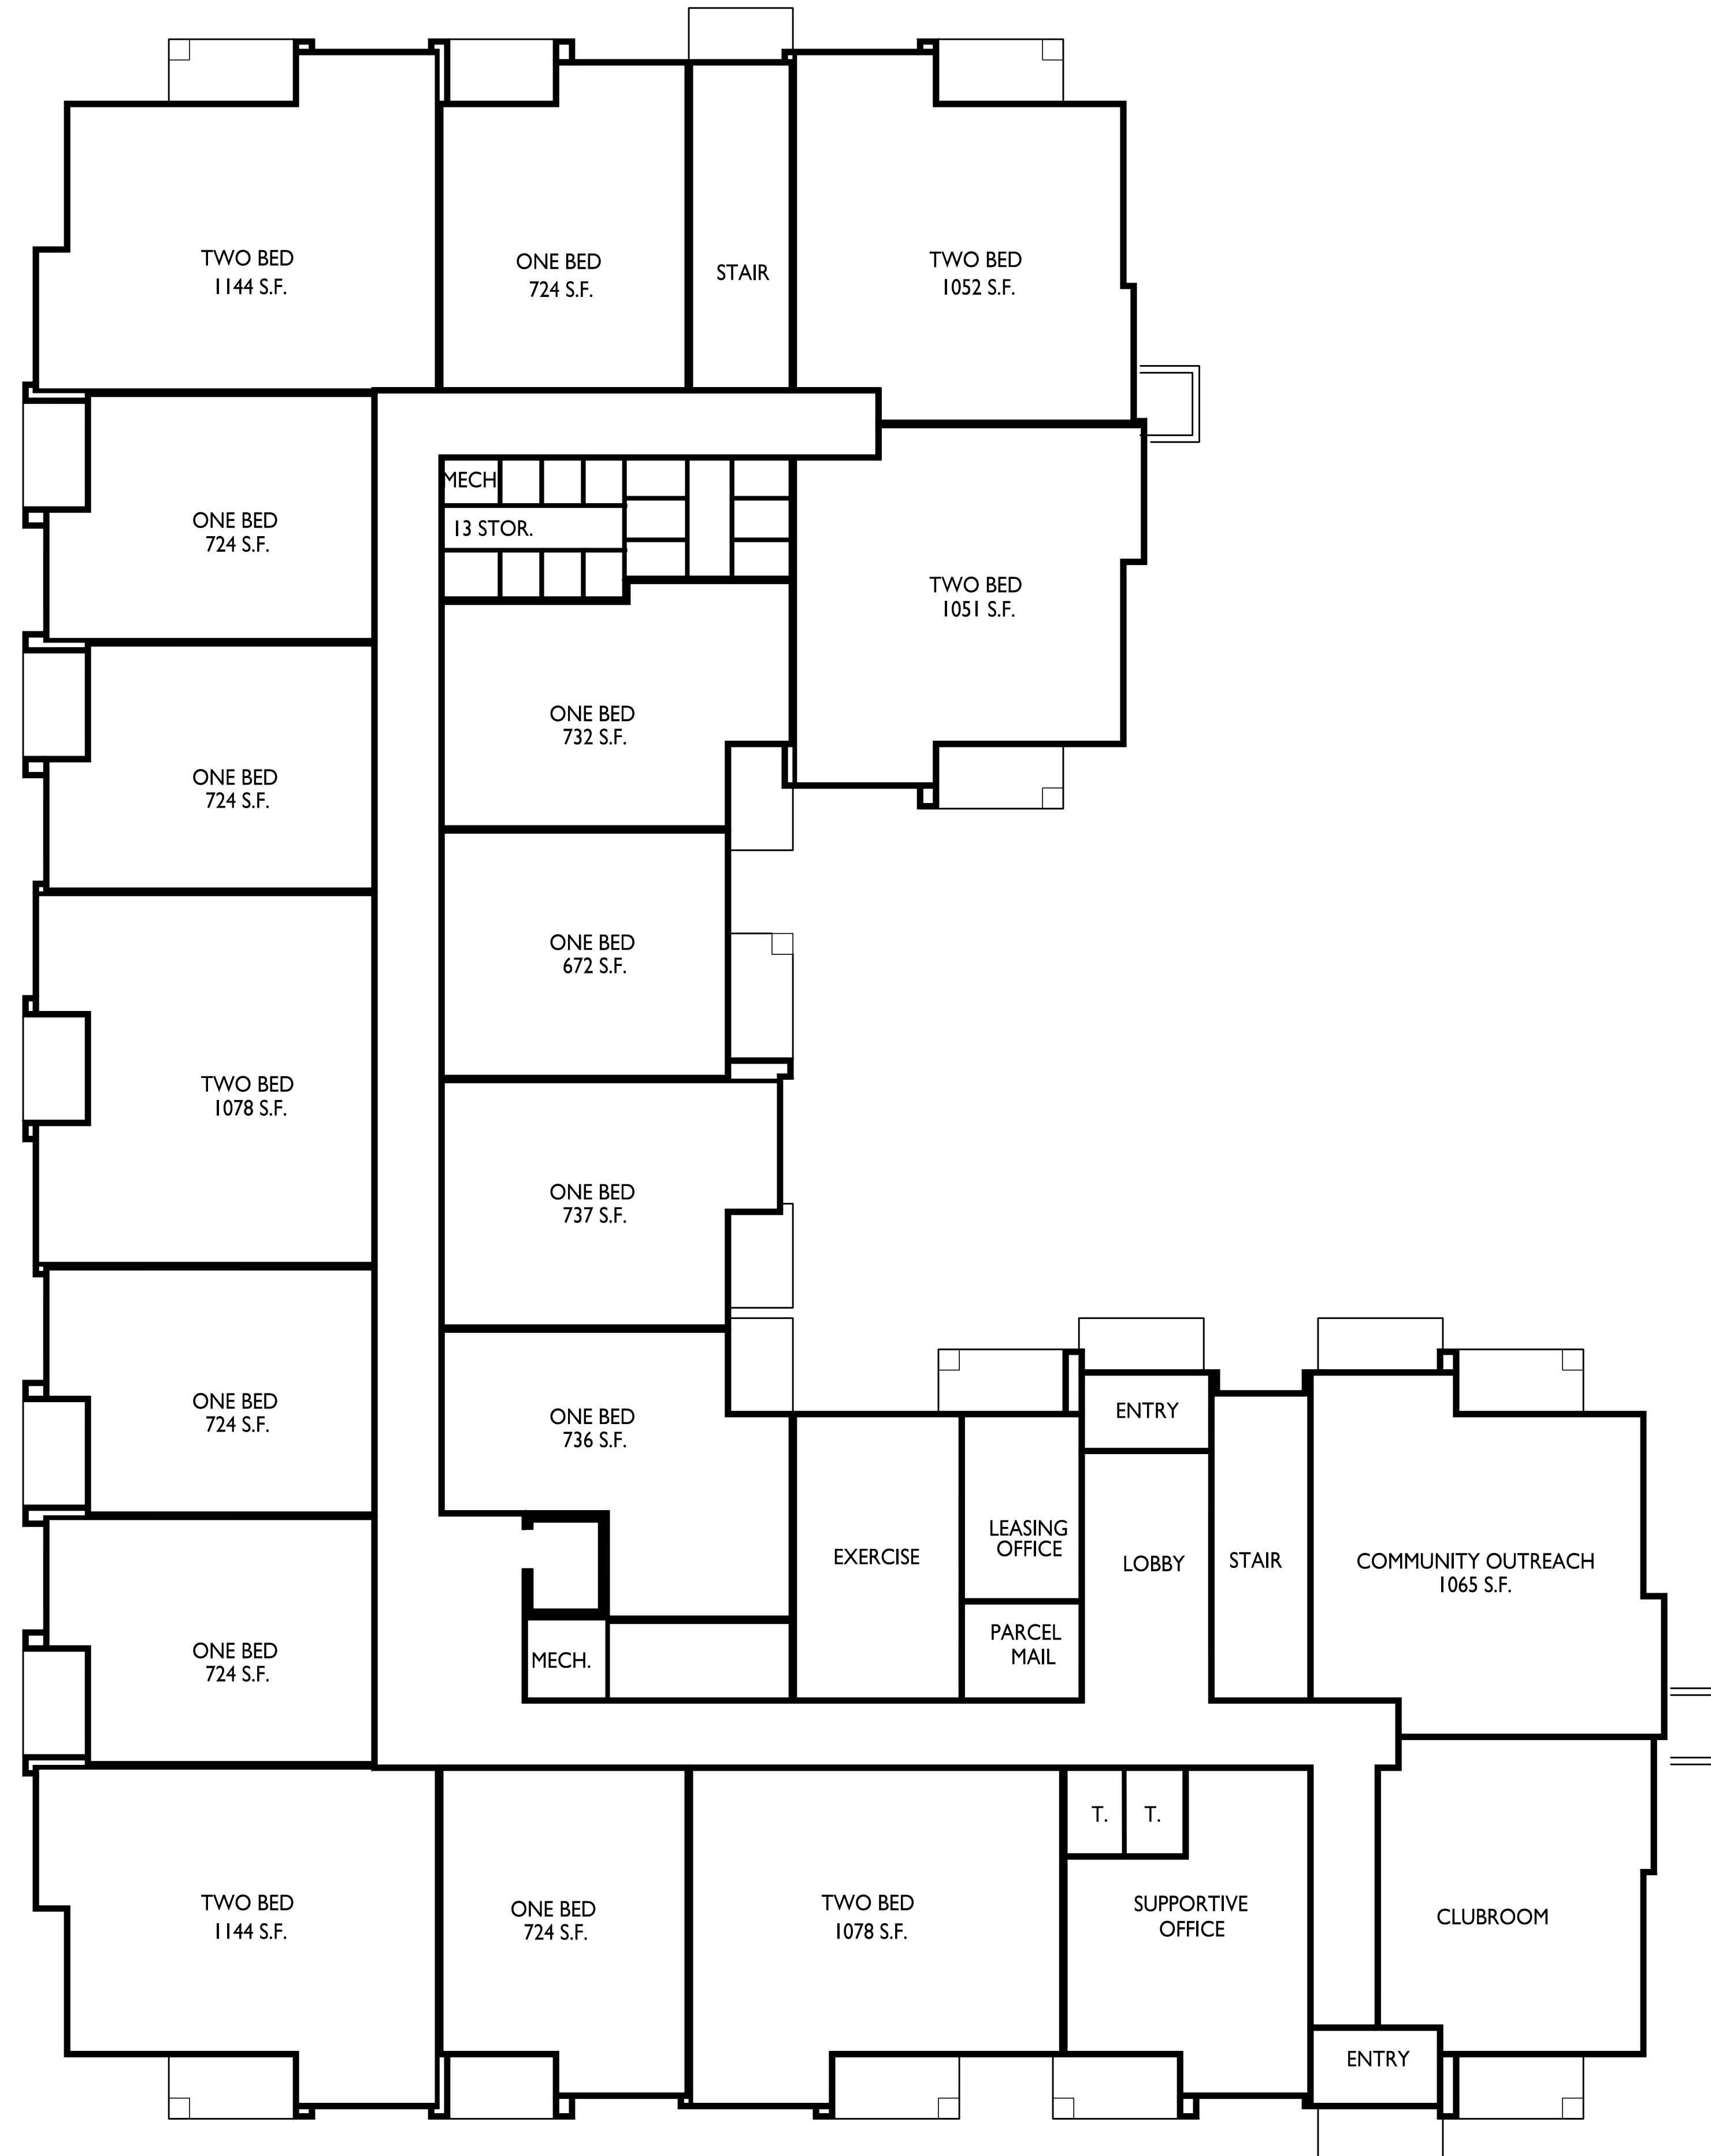 TWO BED
1144 S.F.
ONE BED
724 S.F.
STAIR
TWO BED
1052 S.F.
MECH
13 STOR.
ONE BED
724 S.F.
TWO BED
1051 S.F.
ONE BED
732 S.F.
ONE BED
724 S.F.
ONE BED
672 S.F.
TWO BED
1078 S.F.
ONE BED
737 S.F.
ONE BED
724 S.F.
ONE BED
736 S.F.
ENTRY
LEASING
OFFICE
EXERCISE
LOBBY
STAIR
COMMUNITY OUTREACH
1065 S.F.
PARCEL
MAIL
ONE BED
724 S.F.
MECH.
T.
T.
TWO BED
1144 S.F.
ONE BED
724 S.F.
TWO BED
1078 S.F.
SUPPORTIVE
OFFICE
CLUBROOM
ENTRY